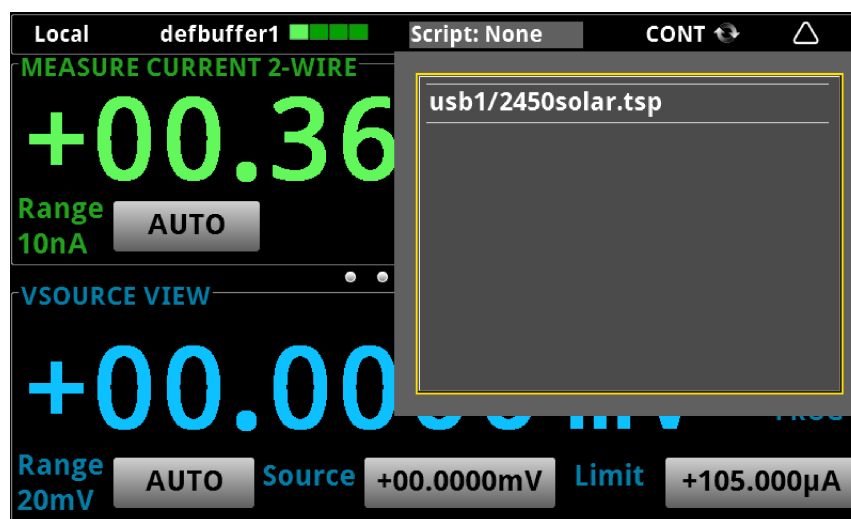 Local defbuffer1 Script: None CONT
MEASURE CURRENT 2-WIRE
+00.36
usb1/2450solar.tsp
Range
10nA
AUTO
VSOURCE VIEW
+00.00
Range
20mV
AUTO
Source
+00.0000mV
Limit
+105.000µA